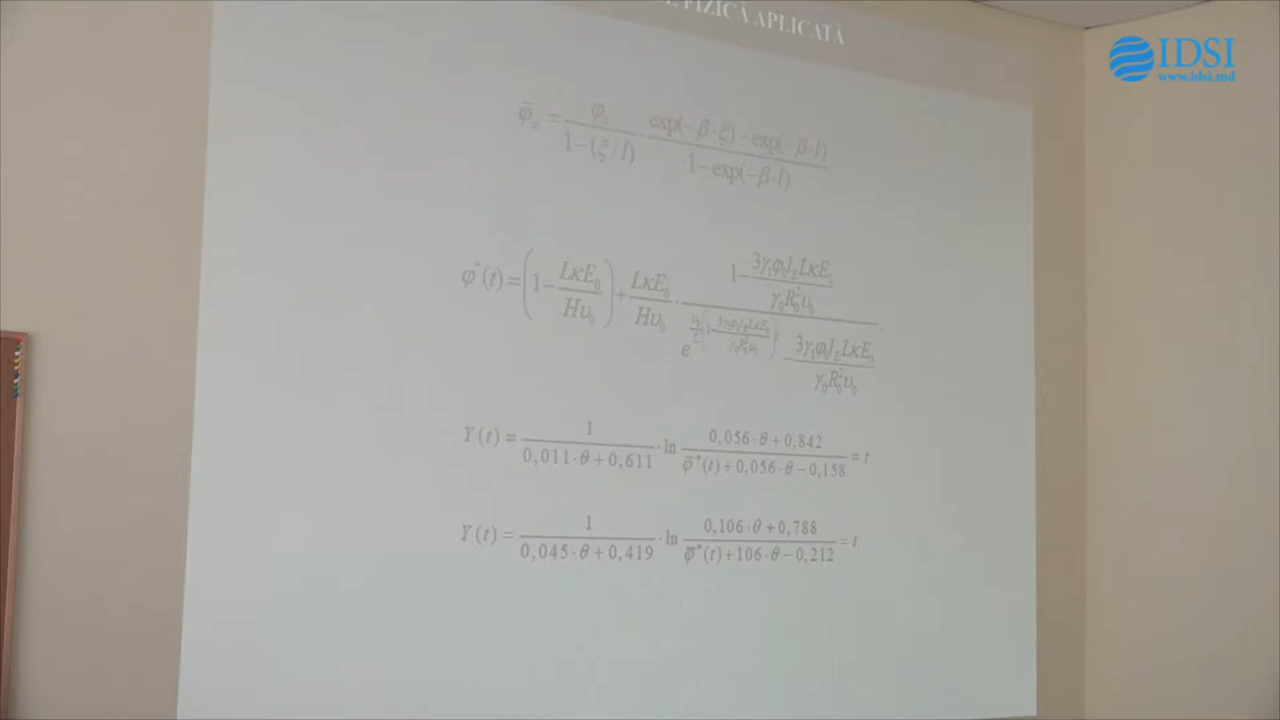 FIZICĂ APLICATĂ
IDSI
www.idsi.md
φ̄∞ = φ₀ / (1 − (ξ / l)) · (exp(−β · ξ) − exp(−β · l)) / (1 − exp(−β · l))
φ*(t) = (1 − LκE₀ / Hυ₀) + LκE₀ / Hυ₀ ·
Y(t) = 1 / (0,011 · θ + 0,611) · ln (0,056 · θ + 0,842) / (φ̄*(t) + 0,056 · θ − 0,158) = t
Y(t) = 1 / (0,045 · θ + 0,419) · ln (0,106 · θ + 0,788) / (φ̄*(t) + 106 · θ − 0,212) = t